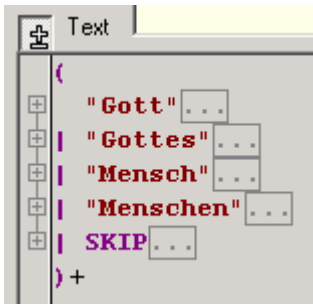 Text
(
"Gott"...
| "Gottes"...
| "Mensch"...
| "Menschen"...
| SKIP...
)+